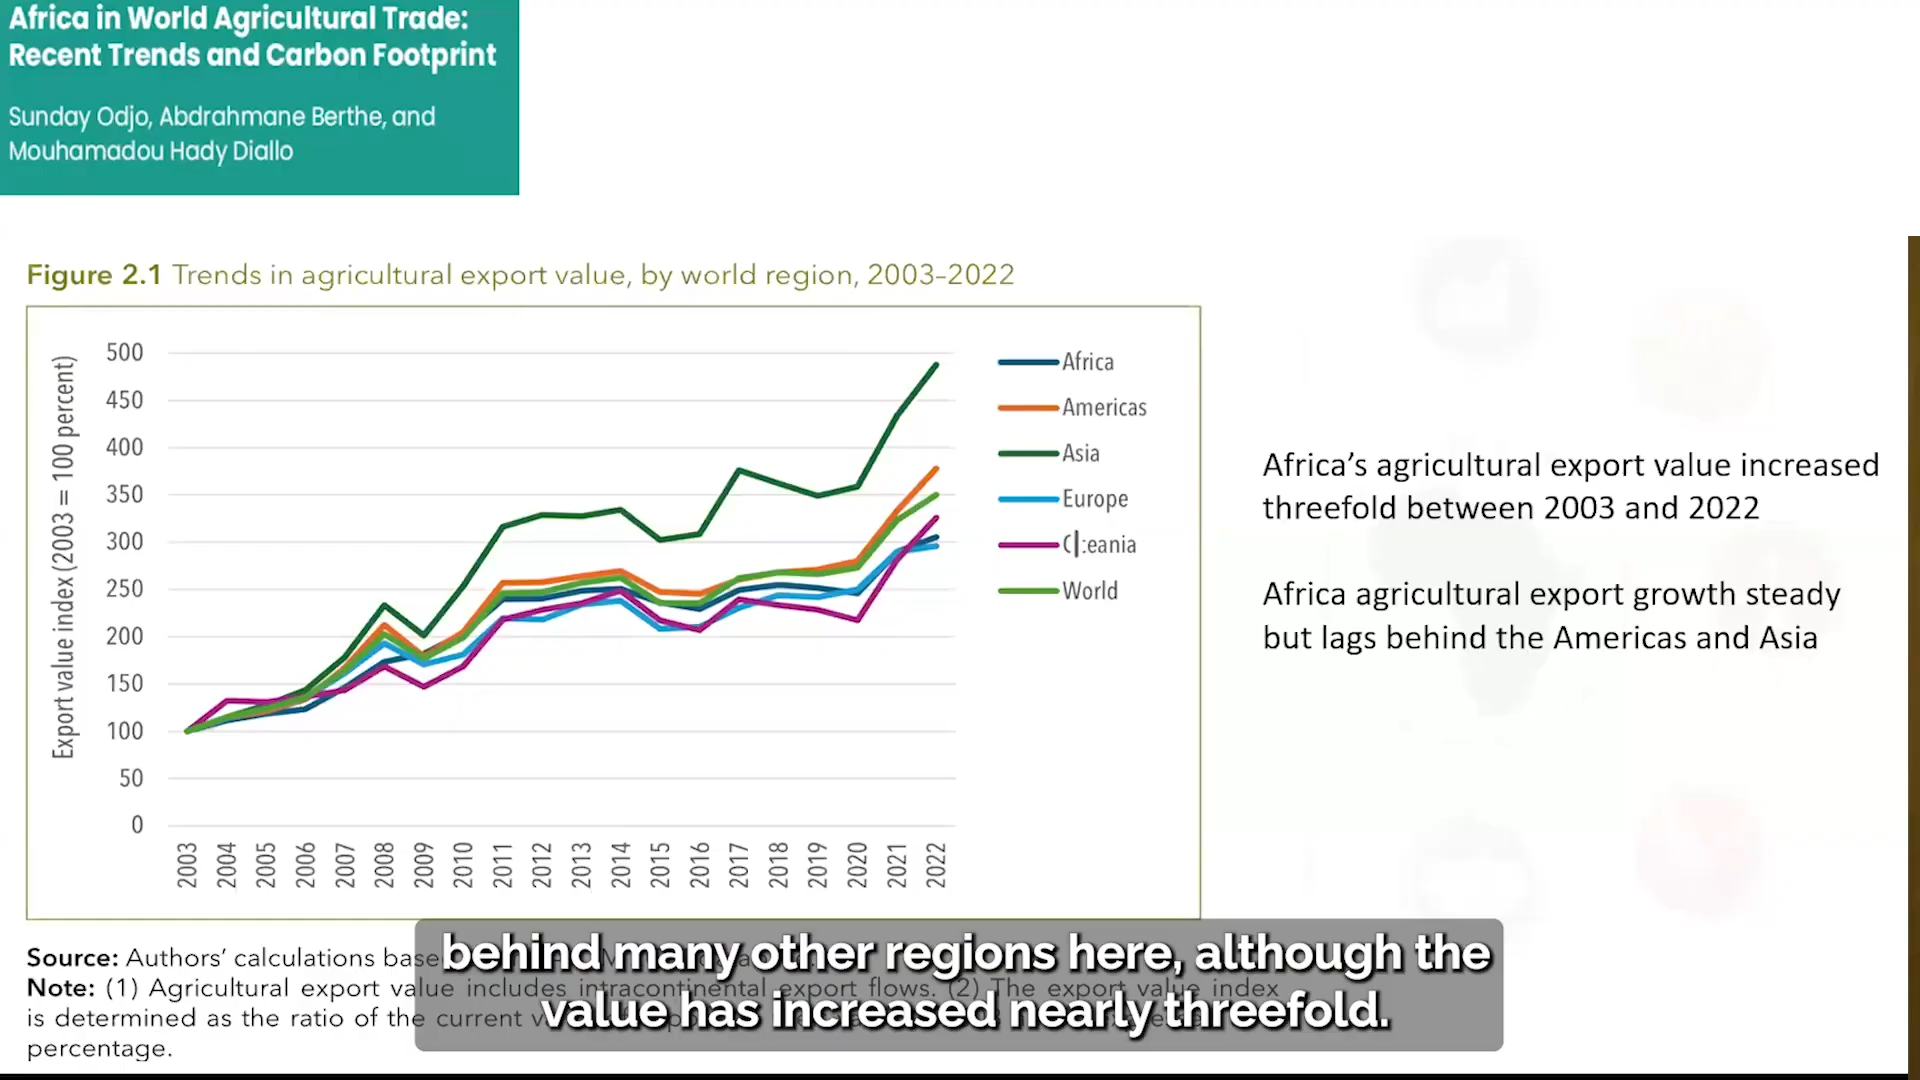 Africa in World Agricultural Trade:
Recent Trends and Carbon Footprint
Sunday Odjo, Abdrahmane Berthe, and
Mouhamadou Hady Diallo
Figure 2.1 Trends in agricultural export value, by world region, 2003–2022
Export value index (2003 = 100 percent)
500
450
400
350
300
250
200
150
100
50
0
2003 2004 2005 2006 2007 2008 2009 2010 2011 2012 2013 2014 2015 2016 2017 2018 2019 2020 2021 2022
Africa
Americas
Asia
Europe
Oceania
World
Africa’s agricultural export value increased
threefold between 2003 and 2022
Africa agricultural export growth steady
but lags behind the Americas and Asia
Source: Authors’ calculations
Note: (1) Agricultural export value includes intracontinental export flows. (2) The export value index
is determined as the ratio of the current
percentage.
behind many other regions here, although the
value has increased nearly threefold.